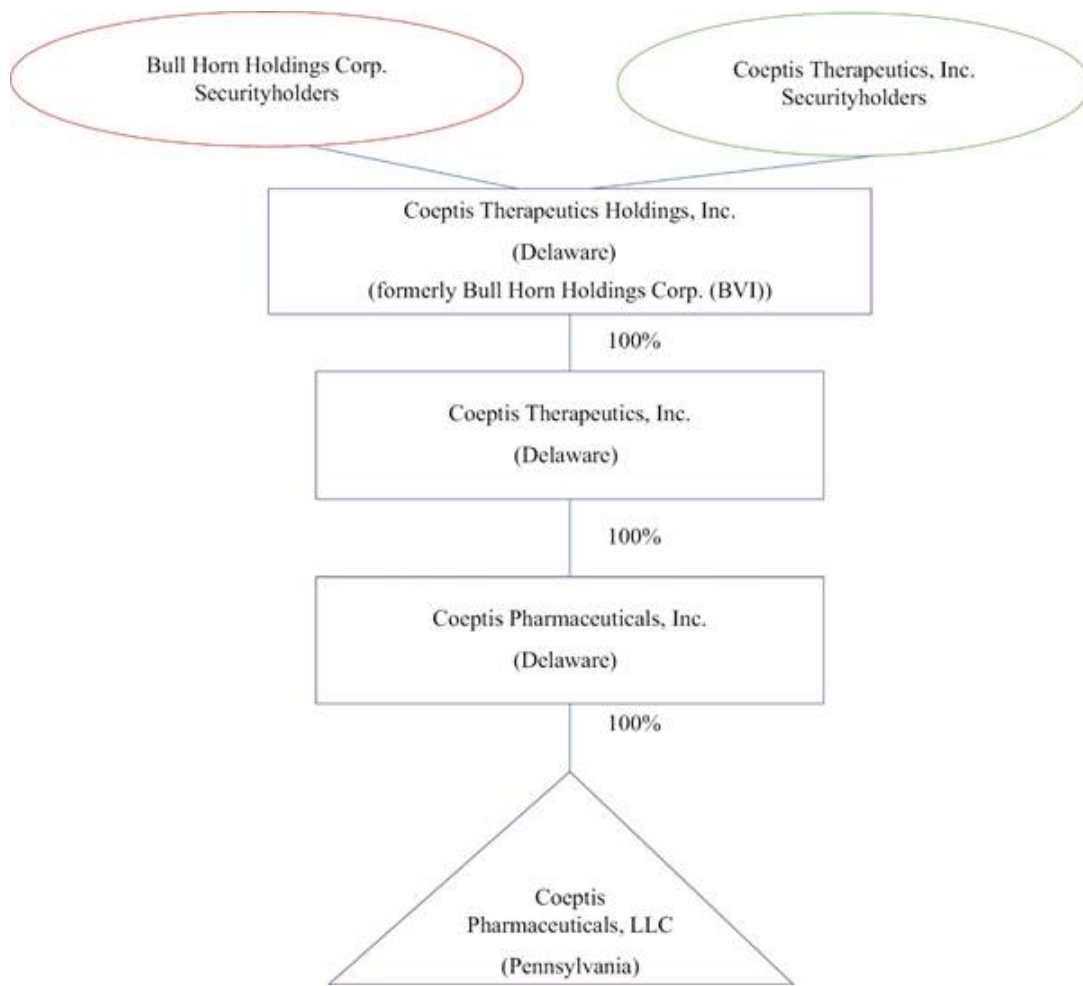 Bull Horn Holdings Corp.
Securityholders
Coeptis Therapeutics, Inc.
Securityholders
Coeptis Therapeutics Holdings, Inc.
(Delaware)
(formerly Bull Horn Holdings Corp. (BVI))
100%
Coeptis Therapeutics, Inc.
(Delaware)
100%
Coeptis Pharmaceuticals, Inc.
(Delaware)
100%
Coeptis
Pharmaceuticals, LLC
(Pennsylvania)